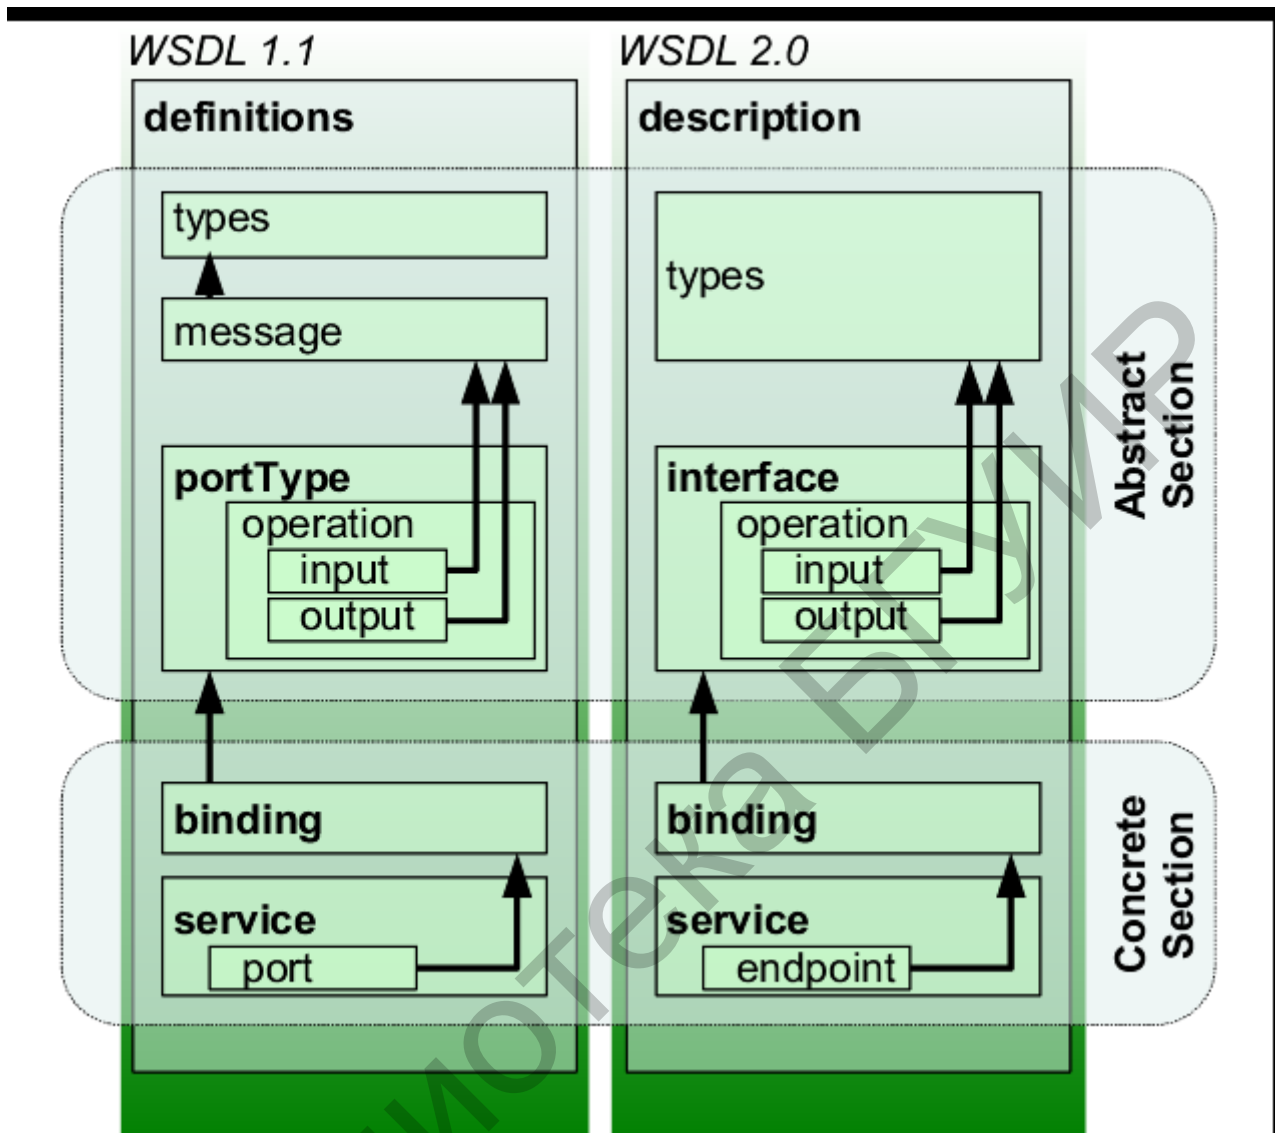 WSDL 1.1
definitions
types
message
portType
operation
input
output
binding
service
port
WSDL 2.0
description
types
interface
operation
input
output
binding
service
endpoint
Abstract
Section
Concrete
Section
БГУИР